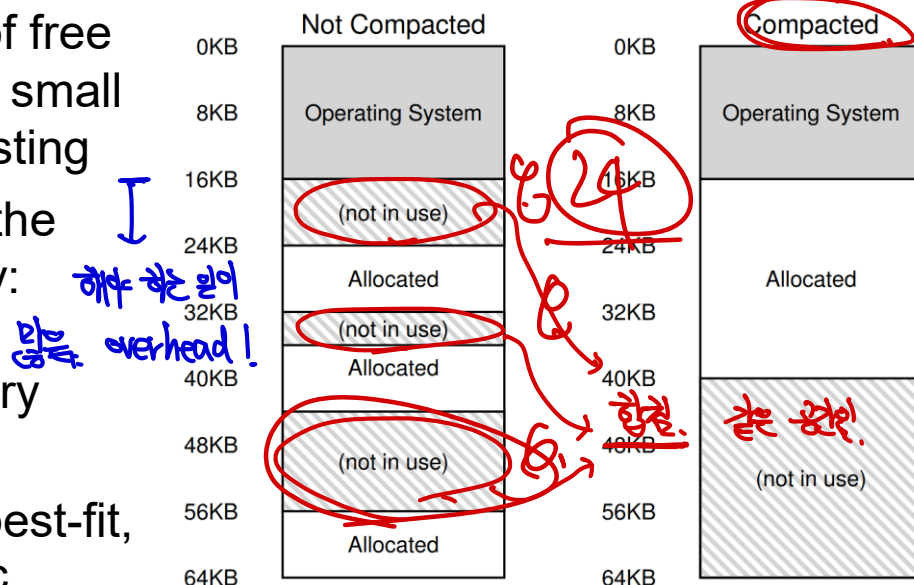 of free
small
sting
the
y:
ry
best-fit,
Not Compacted
0KB
8KB
16KB
24KB
32KB
40KB
48KB
56KB
64KB
Operating System
(not in use)
Allocated
(not in use)
Allocated
(not in use)
Allocated
해야 하는 일이
많음. overhead!
24
8
Compacted
0KB
8KB
16KB
24KB
32KB
40KB
48KB
56KB
64KB
Operating System
Allocated
(not in use)
합침.
같은 공간임.